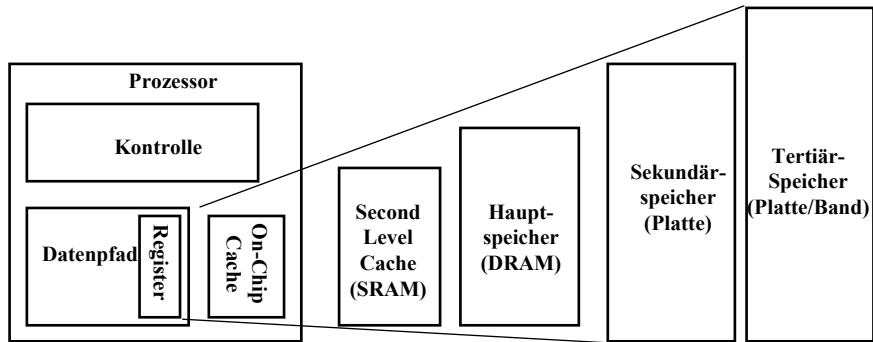 Prozessor
Kontrolle
Datenpfad
Register
On-Chip
Cache
Second
Level
Cache
(SRAM)
Haupt-
speicher
(DRAM)
Sekundär-
speicher
(Platte)
Tertiär-
Speicher
(Platte/Band)